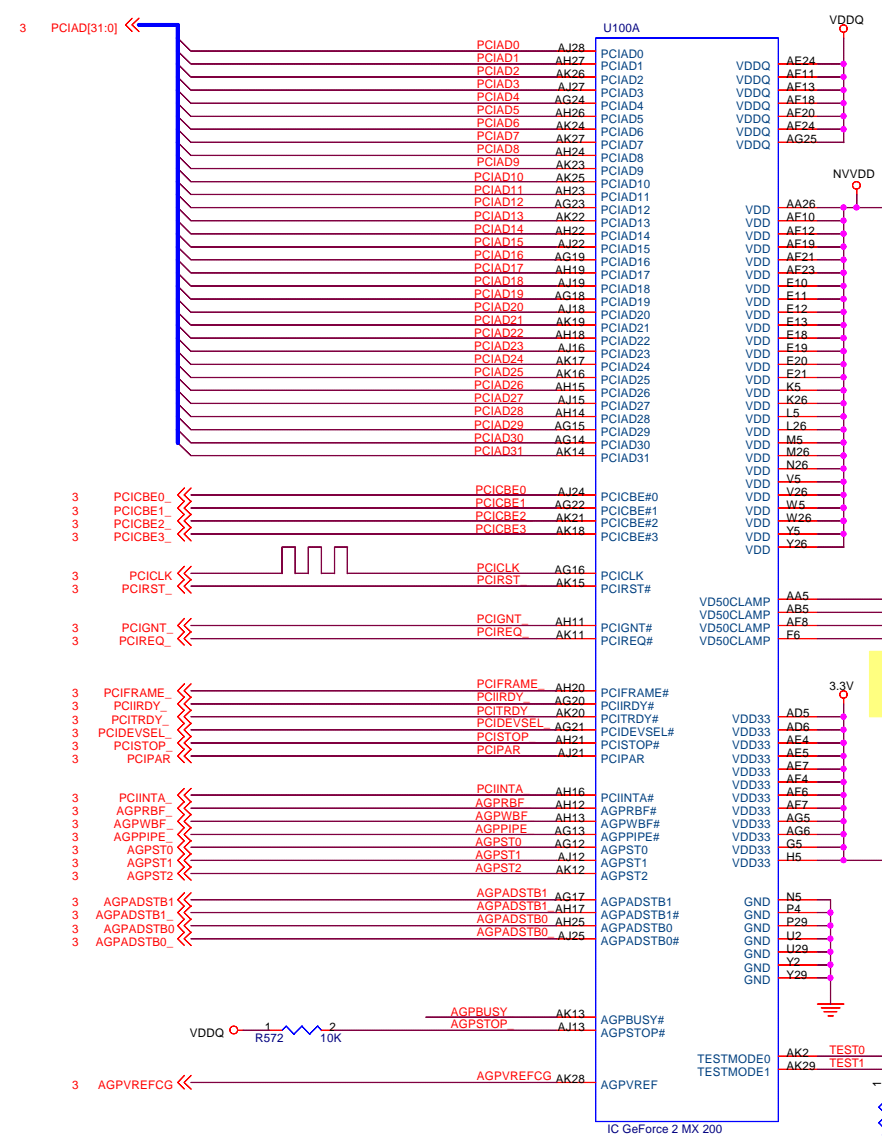 3 PCIAD[31:0] U100A VDDQ
PCIAD0 AJ28 PCIAD0
PCIAD1 AH27 PCIAD1 VDDQ AE24
PCIAD2 AK26 PCIAD2 VDDQ AF11
PCIAD3 AJ27 PCIAD3 VDDQ AF13
PCIAD4 AG24 PCIAD4 VDDQ AF18
PCIAD5 AH26 PCIAD5 VDDQ AF20
PCIAD6 AK24 PCIAD6 VDDQ AF24
PCIAD7 AK27 PCIAD7 VDDQ AG25
PCIAD8 AH24 PCIAD8
PCIAD9 AK23 PCIAD9 NVVDD
PCIAD10 AK25 PCIAD10
PCIAD11 AH23 PCIAD11
PCIAD12 AG23 PCIAD12 VDD AA26
PCIAD13 AK22 PCIAD13 VDD AF10
PCIAD14 AH22 PCIAD14 VDD AF12
PCIAD15 AJ22 PCIAD15 VDD AF19
PCIAD16 AG19 PCIAD16 VDD AF21
PCIAD17 AH19 PCIAD17 VDD AF23
PCIAD18 AJ19 PCIAD18 VDD E10
PCIAD19 AG18 PCIAD19 VDD E11
PCIAD20 AJ18 PCIAD20 VDD E12
PCIAD21 AK19 PCIAD21 VDD E13
PCIAD22 AH18 PCIAD22 VDD E18
PCIAD23 AJ16 PCIAD23 VDD E19
PCIAD24 AK17 PCIAD24 VDD E20
PCIAD25 AK16 PCIAD25 VDD E21
PCIAD26 AH15 PCIAD26 VDD K5
PCIAD27 AJ15 PCIAD27 VDD K26
PCIAD28 AH14 PCIAD28 VDD L5
PCIAD29 AG15 PCIAD29 VDD L26
PCIAD30 AG14 PCIAD30 VDD M5
PCIAD31 AK14 PCIAD31 VDD M26
VDD N26
VDD V5
3 PCICBE0_ PCICBE0 AJ24 PCICBE#0 VDD V26
3 PCICBE1_ PCICBE1 AG22 PCICBE#1 VDD W5
3 PCICBE2_ PCICBE2 AK21 PCICBE#2 VDD W26
3 PCICBE3_ PCICBE3 AK18 PCICBE#3 VDD Y5
VDD Y26
3 PCICLK PCICLK AG16 PCICLK
3 PCIRST_ PCIRST_ AK15 PCIRST#
VD50CLAMP AA5
VD50CLAMP AB5
3 PCIGNT_ PCIGNT_ AH11 PCIGNT# VD50CLAMP AF8
3 PCIREQ_ PCIREQ_ AK11 PCIREQ# VD50CLAMP F6
3.3V
3 PCIFRAME_ PCIFRAME_ AH20 PCIFRAME#
3 PCIIRDY_ PCIIRDY_ AG20 PCIIRDY#
3 PCITRDY_ PCITRDY AK20 PCITRDY# VDD33 AD5
3 PCIDEVSEL_ PCIDEVSEL_ AG21 PCIDEVSEL# VDD33 AD6
3 PCISTOP_ PCISTOP AH21 PCISTOP# VDD33 AE4
3 PCIPAR PCIPAR AJ21 PCIPAR VDD33 AE5
VDD33 AE7
VDD33 AF4
3 PCIINTA_ PCIINTA AH16 PCIINTA# VDD33 AF6
3 AGPRBF_ AGPRBF AH12 AGPRBF# VDD33 AF7
3 AGPWBF_ AGPWBF AH13 AGPWBF# VDD33 AG5
3 AGPPIPE_ AGPPIPE AG13 AGPPIPE# VDD33 AG6
3 AGPST0 AGPST0 AG12 AGPST0 VDD33 G5
3 AGPST1 AGPST1 AJ12 AGPST1 VDD33 H5
3 AGPST2 AGPST2 AK12 AGPST2
3 AGPADSTB1 AGPADSTB1 AG17 AGPADSTB1 GND N5
3 AGPADSTB1_ AGPADSTB1_ AH17 AGPADSTB1# GND P4
3 AGPADSTB0 AGPADSTB0 AH25 AGPADSTB0 GND P29
3 AGPADSTB0_ AGPADSTB0_ AJ25 AGPADSTB0# GND U2
GND U29
GND Y2
GND Y29
AGPBUSY AK13 AGPBUSY#
VDDQ 1 R572 2 10K AGPSTOP_ AJ13 AGPSTOP#
TESTMODE0 AK2 TEST0
TESTMODE1 AK29 TEST1
3 AGPVREFCG AGPVREFCG AK28 AGPVREF
1
IC GeForce 2 MX 200